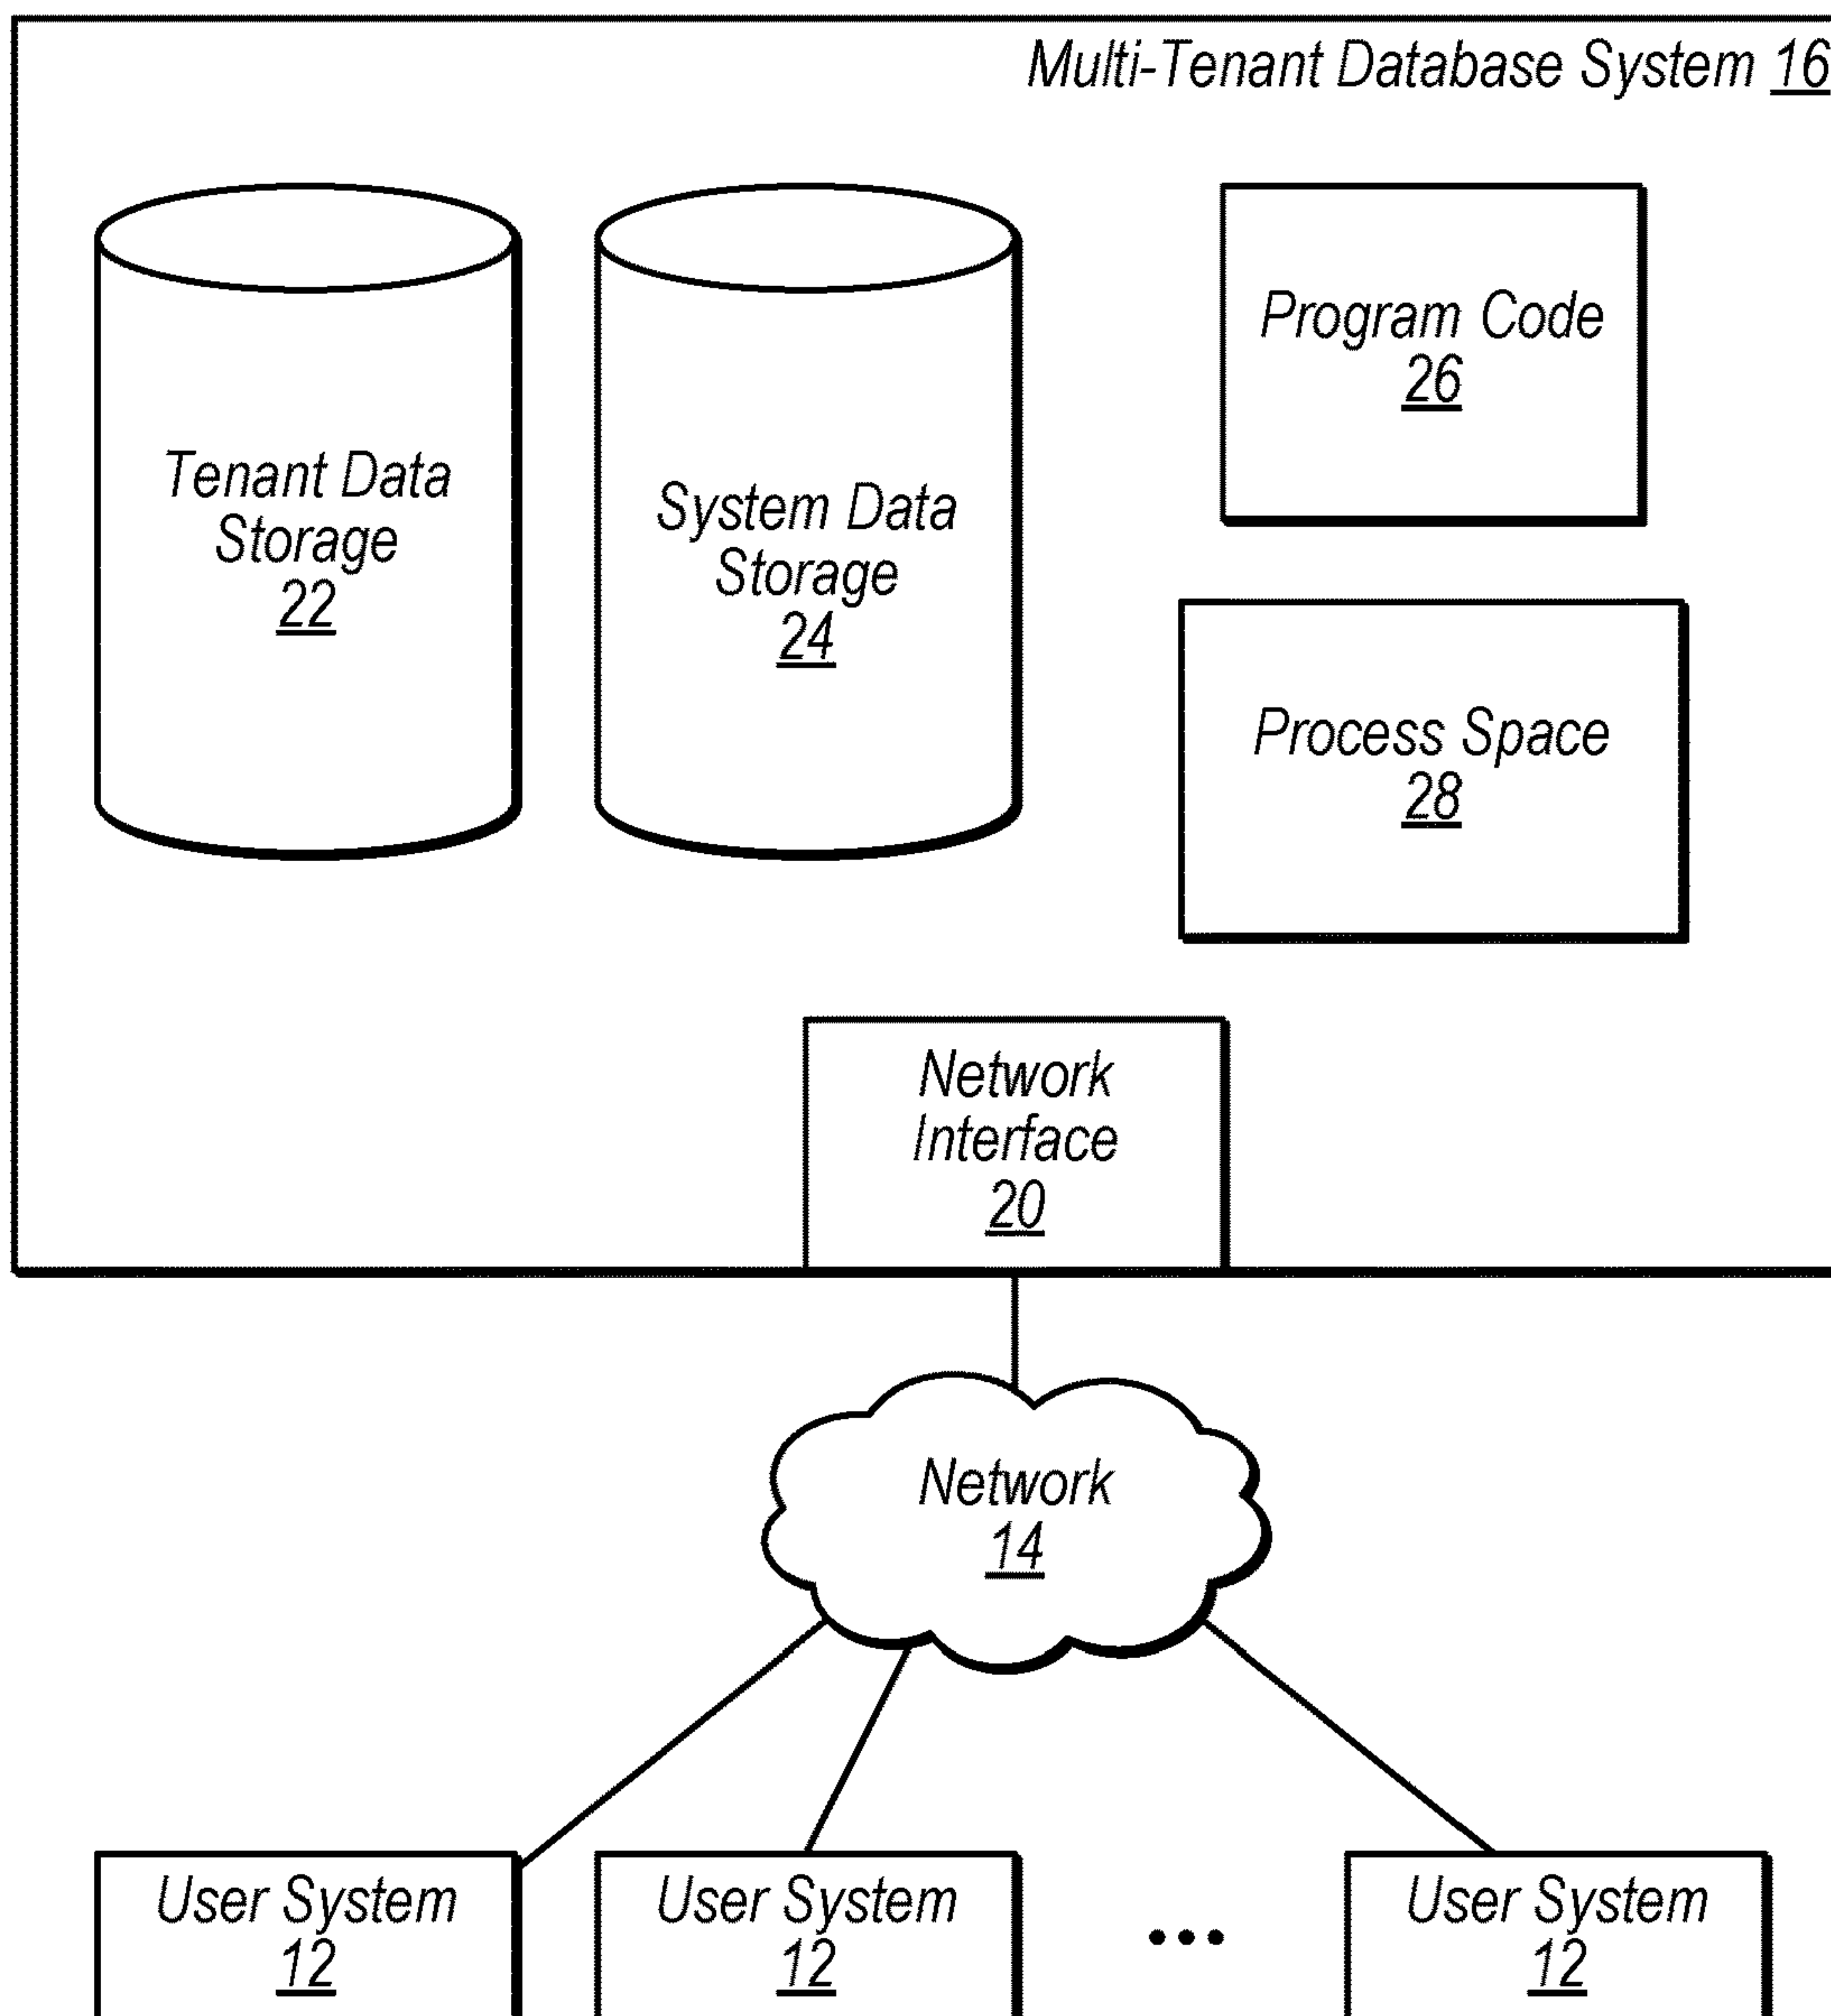 Multi-Tenant Database System 16
Tenant Data
Storage
22
System Data
Storage
24
Program Code
26
Process Space
28
Network
Interface
20
Network
14
User System
12
User System
12
...
User System
12